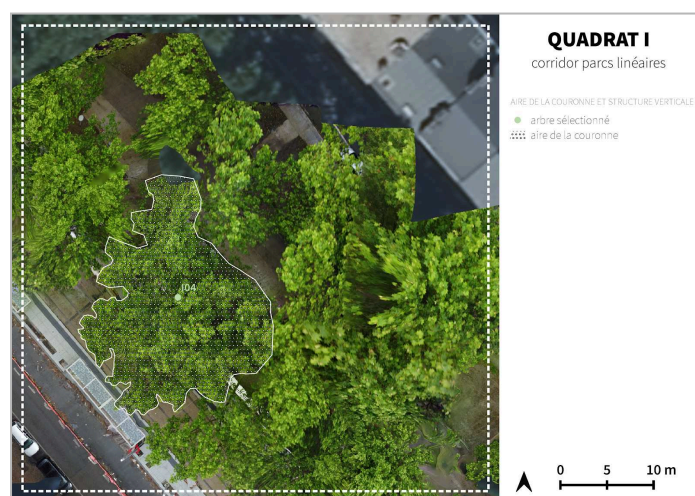 QUADRAT I
corridor parcs linéaires
AIRE DE LA COURONNE ET STRUCTURE VERTICALE
arbre sélectionné
aire de la couronne
I04
0 5 10 m